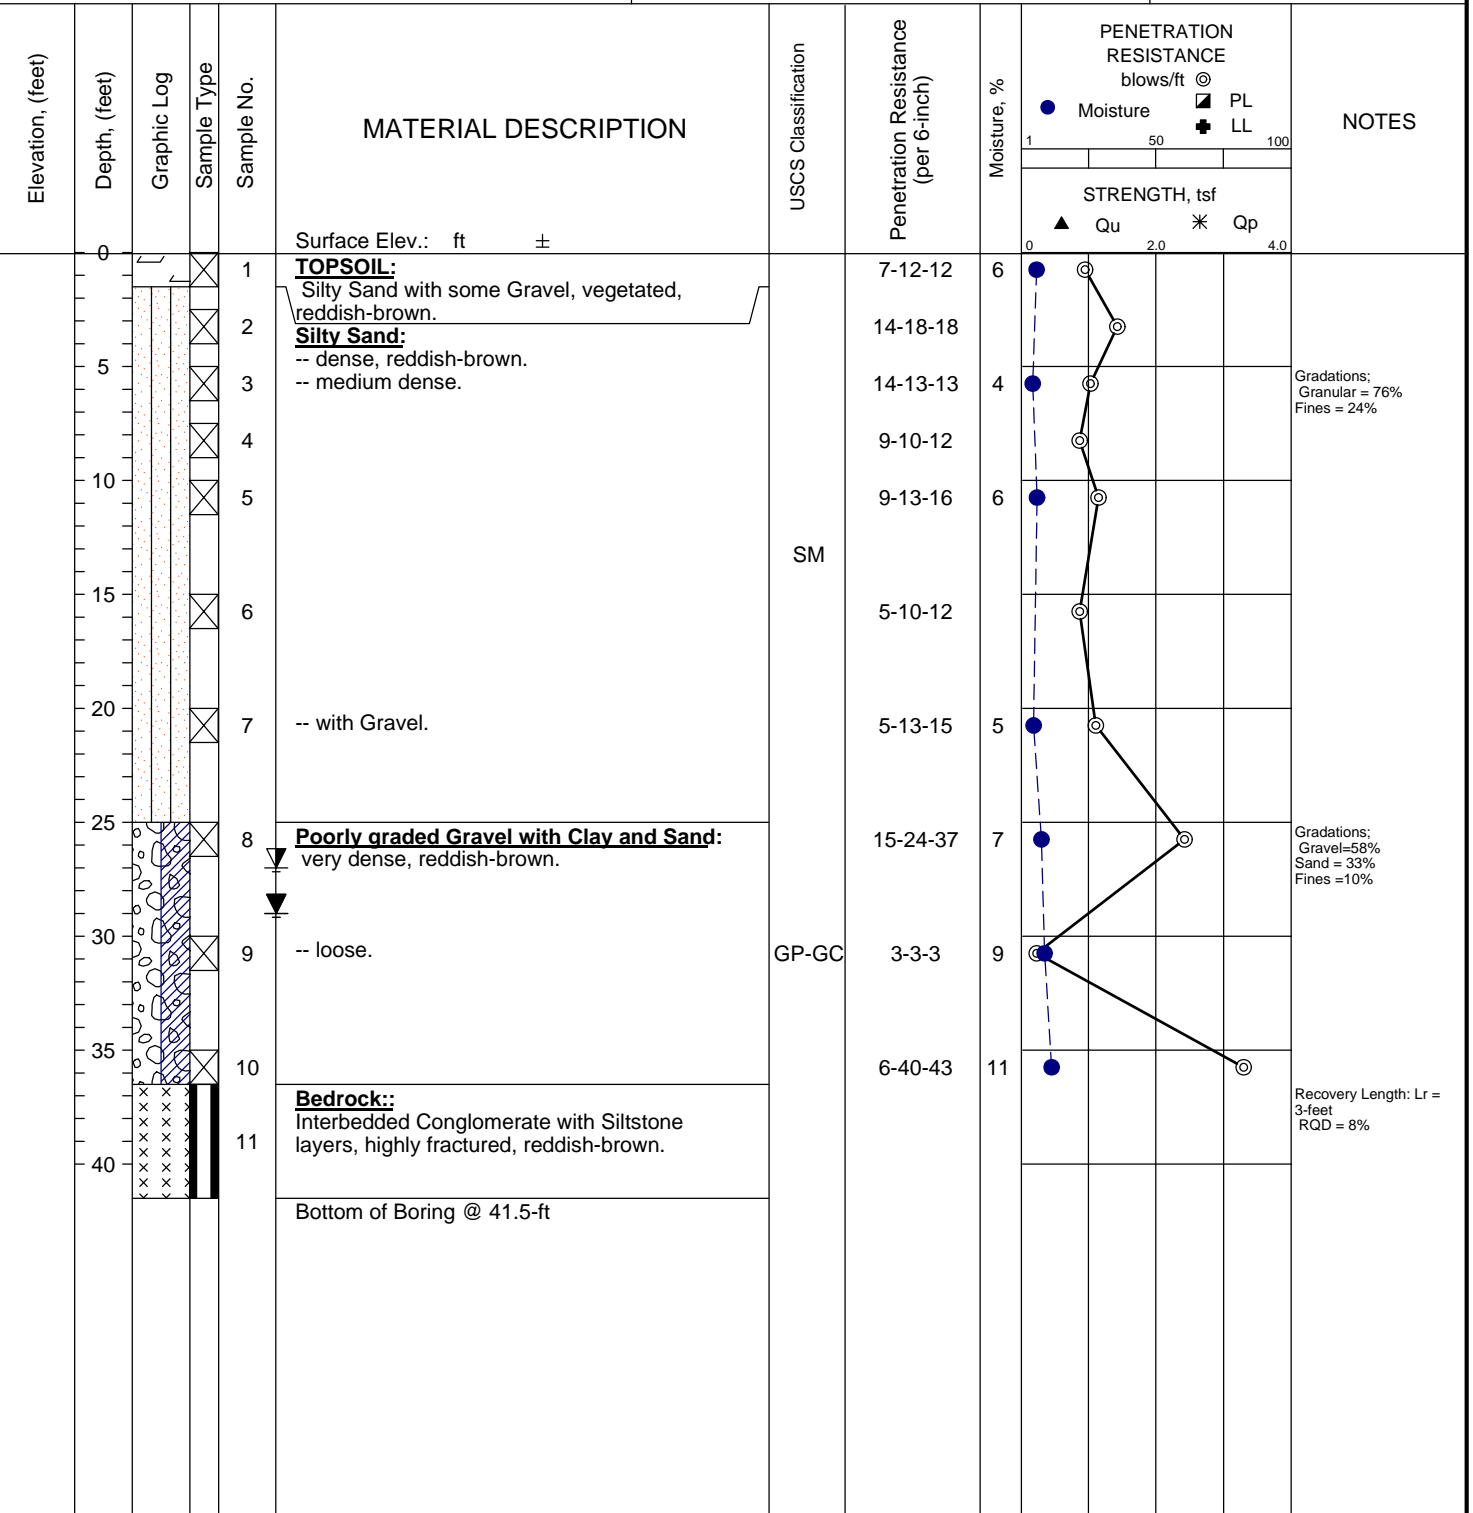 Elevation, (feet)
Depth, (feet)
Graphic Log
Sample Type
Sample No.
MATERIAL DESCRIPTION
Surface Elev.: ft ±
USCS Classification
Penetration Resistance
(per 6-inch)
Moisture, %
PENETRATION
RESISTANCE
blows/ft
Moisture
PL
LL
1 50 100
STRENGTH, tsf
Qu Qp
0 2.0 4.0
NOTES
0
1 TOPSOIL: 7-12-12 6
Silty Sand with some Gravel, vegetated,
reddish-brown.
2 14-18-18
Silty Sand:
-- dense, reddish-brown.
5
3 -- medium dense. 14-13-13 4
Gradations;
Granular = 76%
Fines = 24%
4 9-10-12
10
5 9-13-16 6
SM
15
6 5-10-12
20
7 -- with Gravel. 5-13-15 5
25
8 Poorly graded Gravel with Clay and Sand: 15-24-37 7
very dense, reddish-brown.
Gradations;
Gravel=58%
Sand = 33%
Fines =10%
30
9 -- loose. GP-GC 3-3-3 9
35
10 6-40-43 11
Bedrock::
Interbedded Conglomerate with Siltstone
layers, highly fractured, reddish-brown.
11
Recovery Length: Lr =
3-feet
RQD = 8%
40
Bottom of Boring @ 41.5-ft